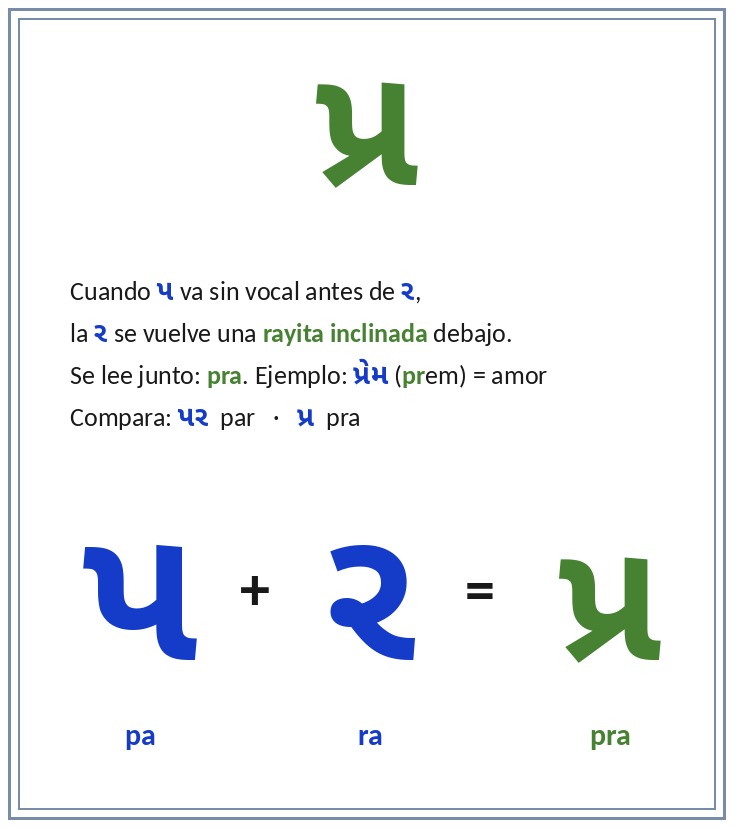 પ્ર
Cuando પ va sin vocal antes de ર,
la ર se vuelve una rayita inclinada debajo.
Se lee junto: pra. Ejemplo: પ્રેમ (prem) = amor
Compara: પર par · પ્ર pra
પ + ર = પ્ર
pa ra pra